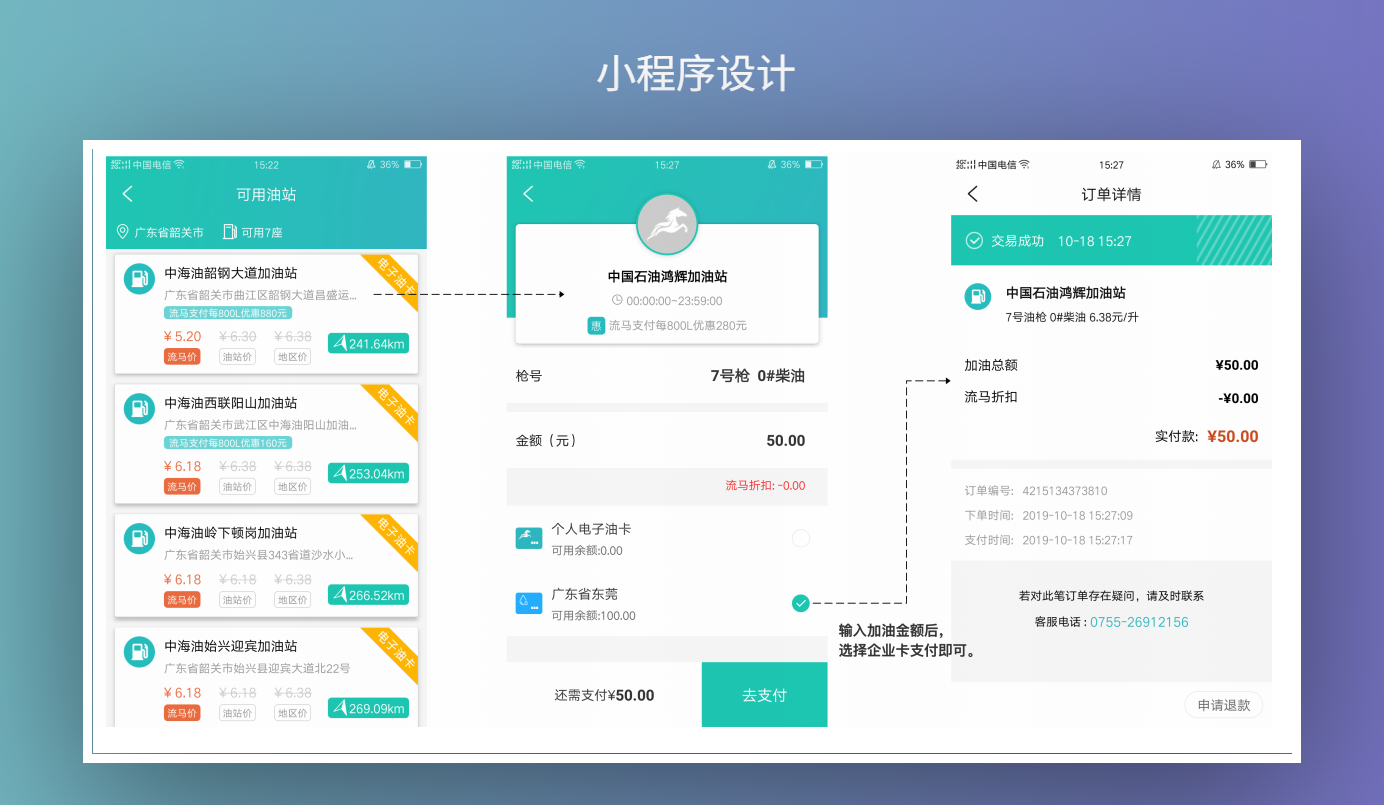 小程序设计
中国电信 15:22 36%
可用油站
广东省韶关市 可用7座
中海油韶钢大道加油站
电子油卡
广东省韶关市曲江区韶钢大道昌盛运...
流马支付每800L优惠880元
¥ 5.20 ¥ 6.30 ¥ 6.38
流马价 油站价 地区价
241.64km
中海油西联阳山加油站
电子油卡
广东省韶关市武江区中海油阳山加油...
流马支付每800L优惠160元
¥ 6.18 ¥ 6.38 ¥ 6.38
流马价 油站价 地区价
253.04km
中海油岭下顿岗加油站
电子油卡
广东省韶关市始兴县343省道沙水小...
¥ 6.18 ¥ 6.18 ¥ 6.38
流马价 油站价 地区价
266.52km
中海油始兴迎宾加油站
电子油卡
广东省韶关市始兴县迎宾大道北22号
¥ 6.18 ¥ 6.18 ¥ 6.38
流马价 油站价 地区价
269.09km
中国电信 15:27 36%
中国石油鸿辉加油站
00:00:00~23:59:00
惠 流马支付每800L优惠280元
枪号 7号枪 0#柴油
金额（元） 50.00
流马折扣: -0.00
个人电子油卡
可用余额:0.00
广东省东莞
可用余额:100.00
还需支付¥50.00 去支付
输入加油金额后，
选择企业卡支付即可。
中国电信 15:27 36%
订单详情
交易成功 10-18 15:27
中国石油鸿辉加油站
7号油枪 0#柴油 6.38元/升
加油总额 ¥50.00
流马折扣 -¥0.00
实付款: ¥50.00
订单编号: 4215134373810
下单时间: 2019-10-18 15:27:09
支付时间: 2019-10-18 15:27:17
若对此笔订单存在疑问，请及时联系
客服电话 : 0755-26912156
申请退款